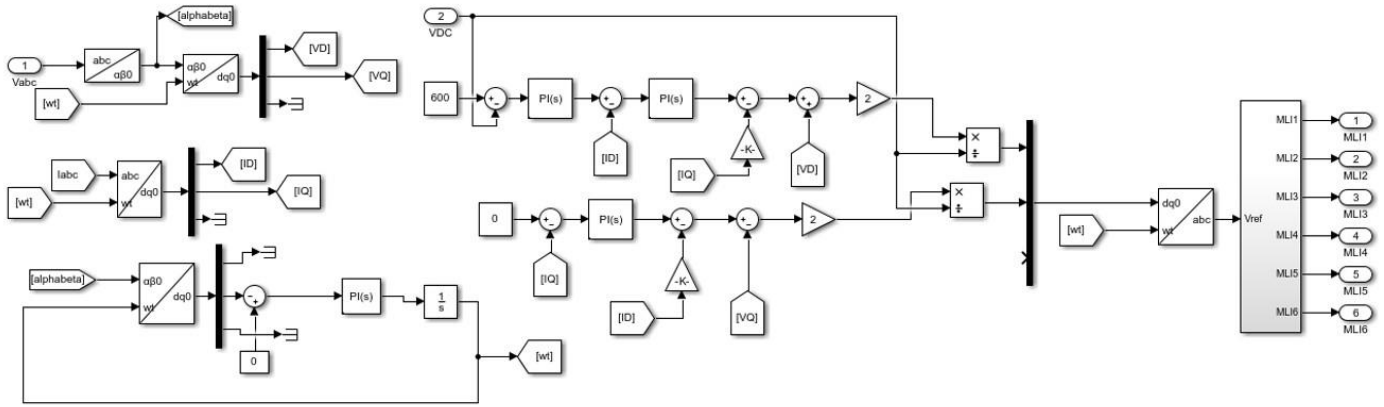 [alphabeta]
1
Vabc
abc
αβ0
αβ0
wt
dq0
[VD]
[VQ]
[wt]
Iabc
[wt]
abc
wt
dq0
[ID]
[IQ]
[alphabeta]
αβ0
wt
dq0
0
PI(s)
1
s
[wt]
2
VDC
600
PI(s)
[ID]
PI(s)
[IQ]
-K-
[VD]
2
×
÷
0
[IQ]
PI(s)
[ID]
-K-
[VQ]
2
×
÷
[wt]
dq0
wt
abc
Vref
MLI1
MLI2
MLI3
MLI4
MLI5
MLI6
1
MLI1
2
MLI2
3
MLI3
4
MLI4
5
MLI5
6
MLI6